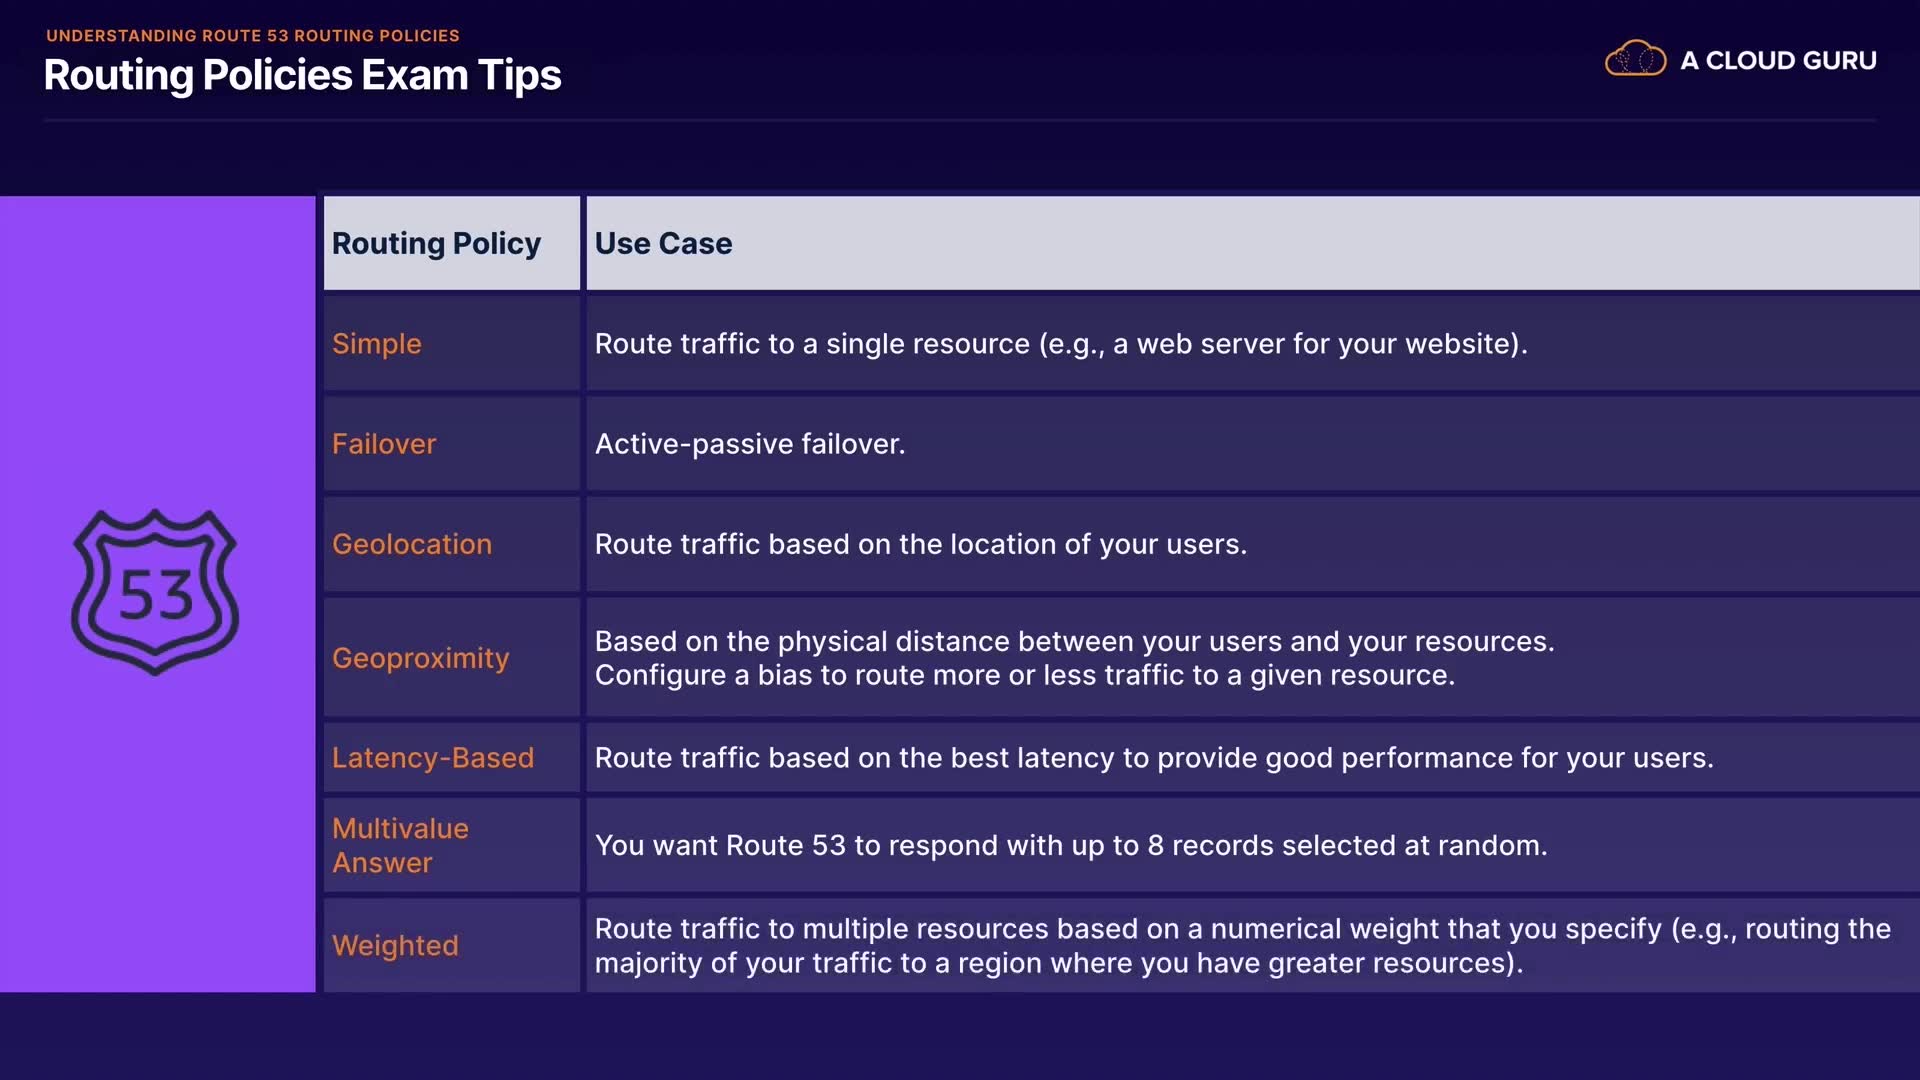 UNDERSTANDING ROUTE 53 ROUTING POLICIES
Routing Policies Exam Tips
A CLOUD GURU
Routing Policy
Use Case
Simple
Route traffic to a single resource (e.g., a web server for your website).
Failover
Active-passive failover.
Geolocation
Route traffic based on the location of your users.
53
Geoproximity
Based on the physical distance between your users and your resources.
Configure a bias to route more or less traffic to a given resource.
Latency-Based
Route traffic based on the best latency to provide good performance for your users.
Multivalue
Answer
You want Route 53 to respond with up to 8 records selected at random.
Weighted
Route traffic to multiple resources based on a numerical weight that you specify (e.g., routing the
majority of your traffic to a region where you have greater resources).